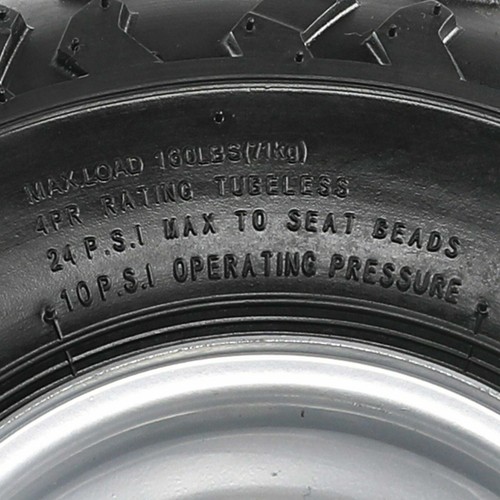 MAX.LOAD 160LBS(71kg)
4PR RATING TUBELESS
24 P.S.I MAX TO SEAT BEADS
10 P.S.I OPERATING PRESSURE